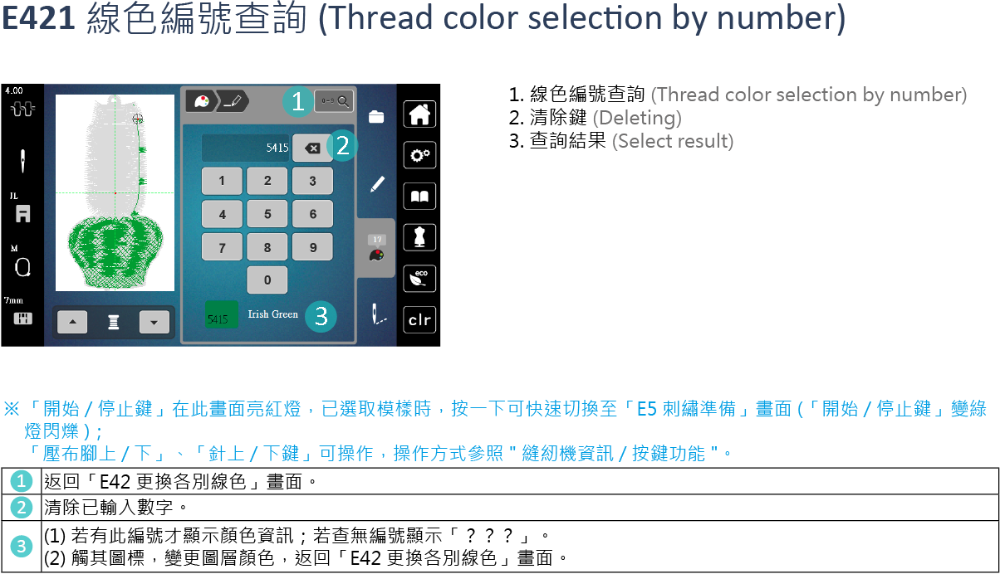 E421 線色編號查詢 (Thread color selection by number)
4.00
1
0-9
1. 線色編號查詢 (Thread color selection by number)
2. 清除鍵 (Deleting)
3. 查詢結果 (Select result)
5415
2
1 2 3
JL
4 5 6
17
M
7 8 9
0
eco
7mm
5415
Irish Green
3
clr
※「開始 / 停止鍵」在此畫面亮紅燈，已選取模樣時，按一下可快速切換至「E5 刺繡準備」畫面 (「開始 / 停止鍵」變綠
燈閃爍 )；
「壓布腳上 / 下」、「針上 / 下鍵」可操作，操作方式參照 " 縫紉機資訊 / 按鍵功能 "。
1 返回「E42 更換各別線色」畫面。
2 清除已輸入數字。
3
(1) 若有此編號才顯示顏色資訊；若查無編號顯示「？？？」。
(2) 觸其圖標，變更圖層顏色，返回「E42 更換各別線色」畫面。